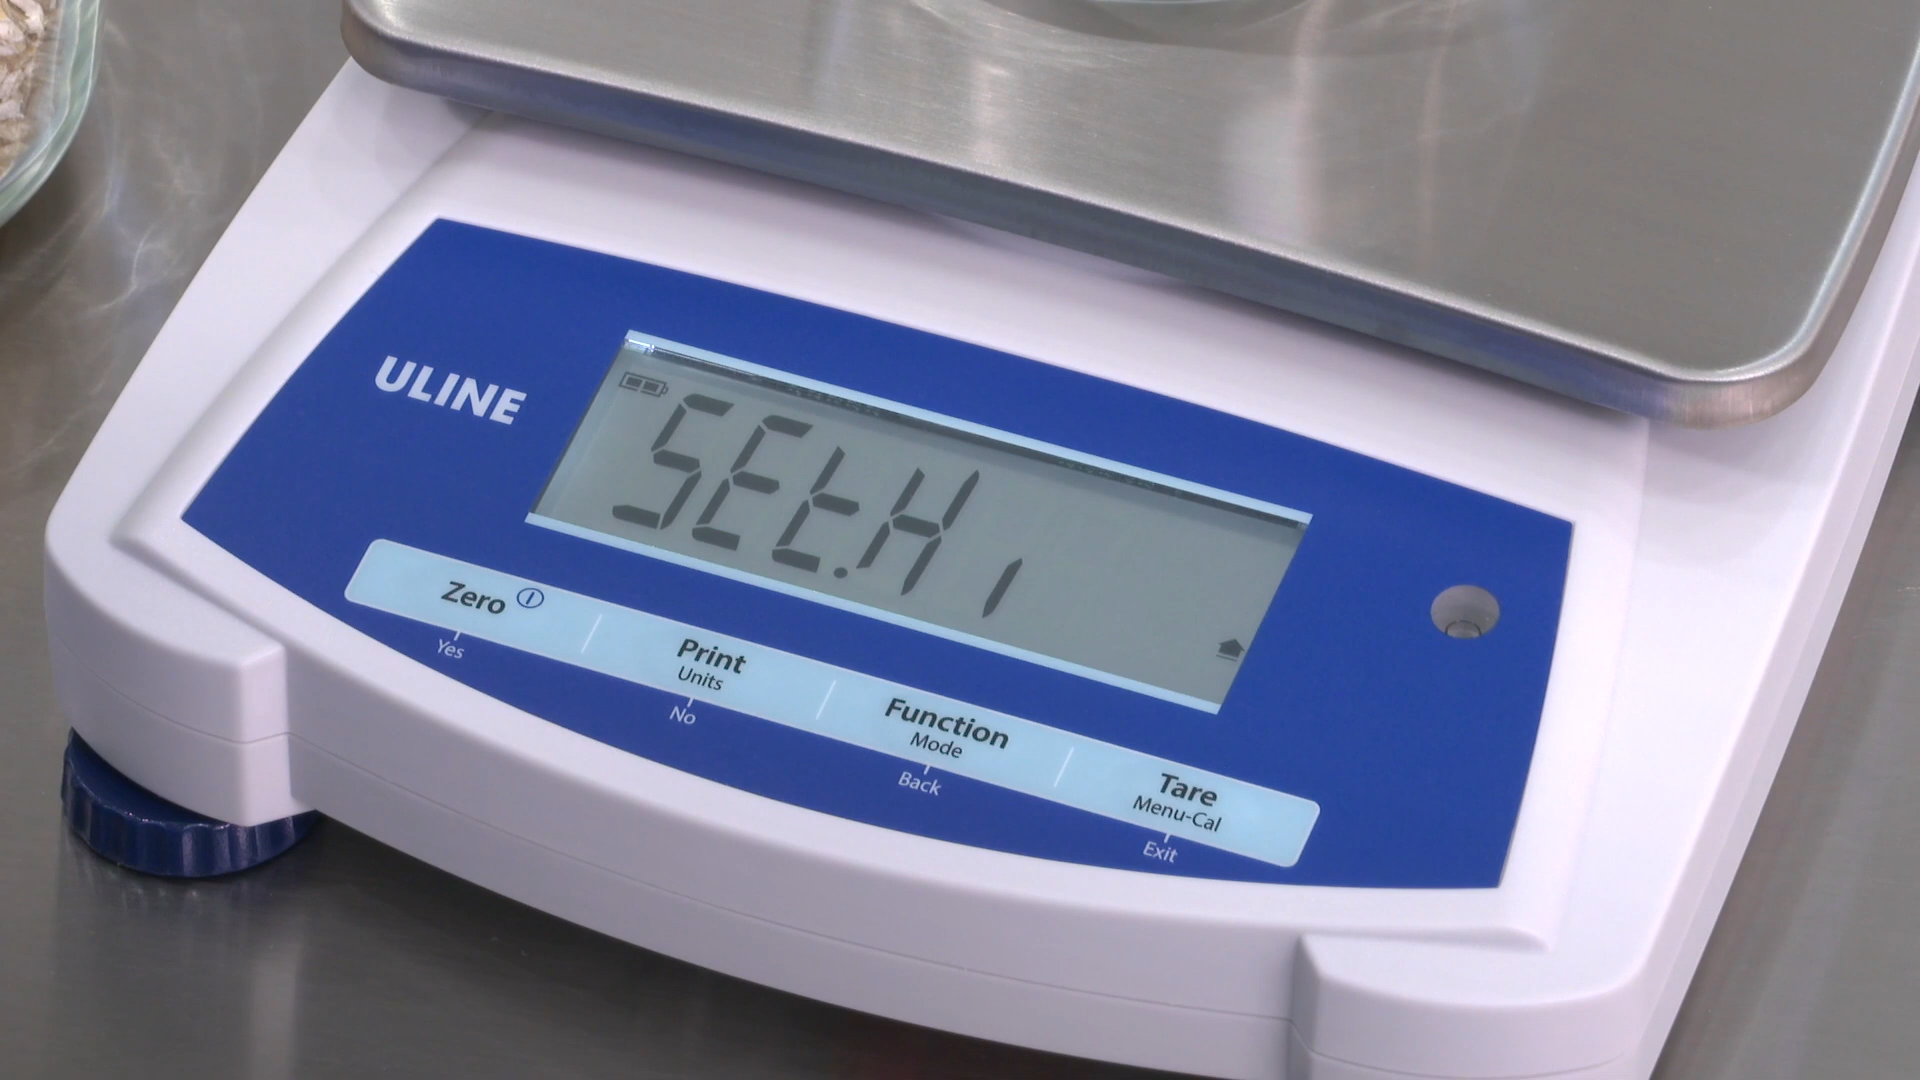 ULINE
SEt.Hi
Zero
Yes
Print
Units
No
Function
Mode
Back
Tare
Menu-Cal
Exit